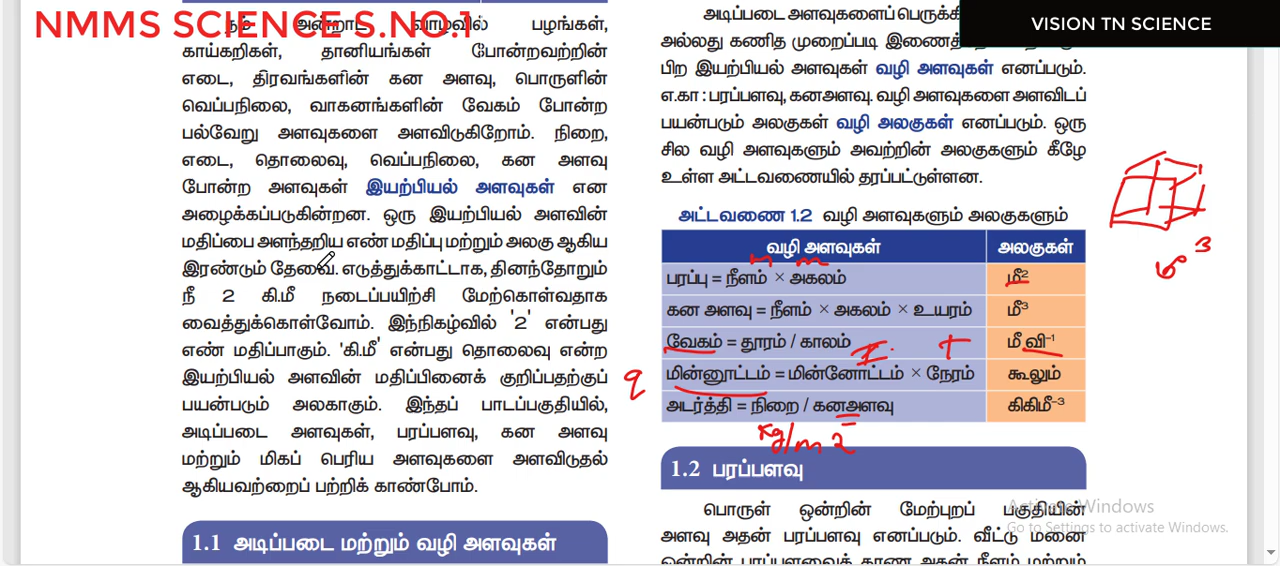 NMMS SCIENCE S.NO.1
VISION TN SCIENCE
நம் அன்றாட வாழ்வில் பழங்கள்,
காய்கறிகள், தானியங்கள் போன்றவற்றின்
எடை, திரவங்களின் கன அளவு, பொருளின்
வெப்பநிலை, வாகனங்களின் வேகம் போன்ற
பல்வேறு அளவுகளை அளவிடுகிறோம். நிறை,
எடை, தொலைவு, வெப்பநிலை, கன அளவு
போன்ற அளவுகள் இயற்பியல் அளவுகள் என
அழைக்கப்படுகின்றன. ஒரு இயற்பியல் அளவின்
மதிப்பை அளந்தறிய எண் மதிப்பு மற்றும் அலகு ஆகிய
இரண்டும் தேவை. எடுத்துக்காட்டாக, தினந்தோறும்
நீ 2 கி.மீ நடைப்பயிற்சி மேற்கொள்வதாக
வைத்துக்கொள்வோம். இந்நிகழ்வில் '2' என்பது
எண் மதிப்பாகும். 'கி.மீ' என்பது தொலைவு என்ற
இயற்பியல் அளவின் மதிப்பினைக் குறிப்பதற்குப்
பயன்படும் அலகாகும். இந்தப் பாடப்பகுதியில்,
அடிப்படை அளவுகள், பரப்பளவு, கன அளவு
மற்றும் மிகப் பெரிய அளவுகளை அளவிடுதல்
ஆகியவற்றைப் பற்றிக் காண்போம்.
1.1 அடிப்படை மற்றும் வழி அளவுகள்
அடிப்படை அளவுகளைப் பெருக்கி
அல்லது கணித முறைப்படி
பிற இயற்பியல் அளவுகள் வழி அளவுகள் எனப்படும்.
எ.கா : பரப்பளவு, கனஅளவு. வழி அளவுகளை அளவிடப்
பயன்படும் அலகுகள் வழி அலகுகள் எனப்படும். ஒரு
சில வழி அளவுகளும் அவற்றின் அலகுகளும் கீழே
உள்ள அட்டவணையில் தரப்பட்டுள்ளன.
அட்டவணை 1.2 வழி அளவுகளும் அலகுகளும்
வழி அளவுகள் அலகுகள்
m m
பரப்பு = நீளம் × அகலம் மீ²
கன அளவு = நீளம் × அகலம் × உயரம் மீ³
வேகம் = தூரம் / காலம் மீ வி⁻¹
I t
q மின்னூட்டம் = மின்னோட்டம் × நேரம் கூலும்
அடர்த்தி = நிறை / கனஅளவு கிகிமீ⁻³
kg/m 2
மீ 3
1.2 பரப்பளவு
பொருள் ஒன்றின் மேற்புறப் பகுதியின்
அளவு அதன் பரப்பளவு எனப்படும். வீட்டு மனை
ஒன்றின் பரப்பளவைக் காண அதன் நீளம் மற்றும்
Activate Windows
Go to Settings to activate Windows.